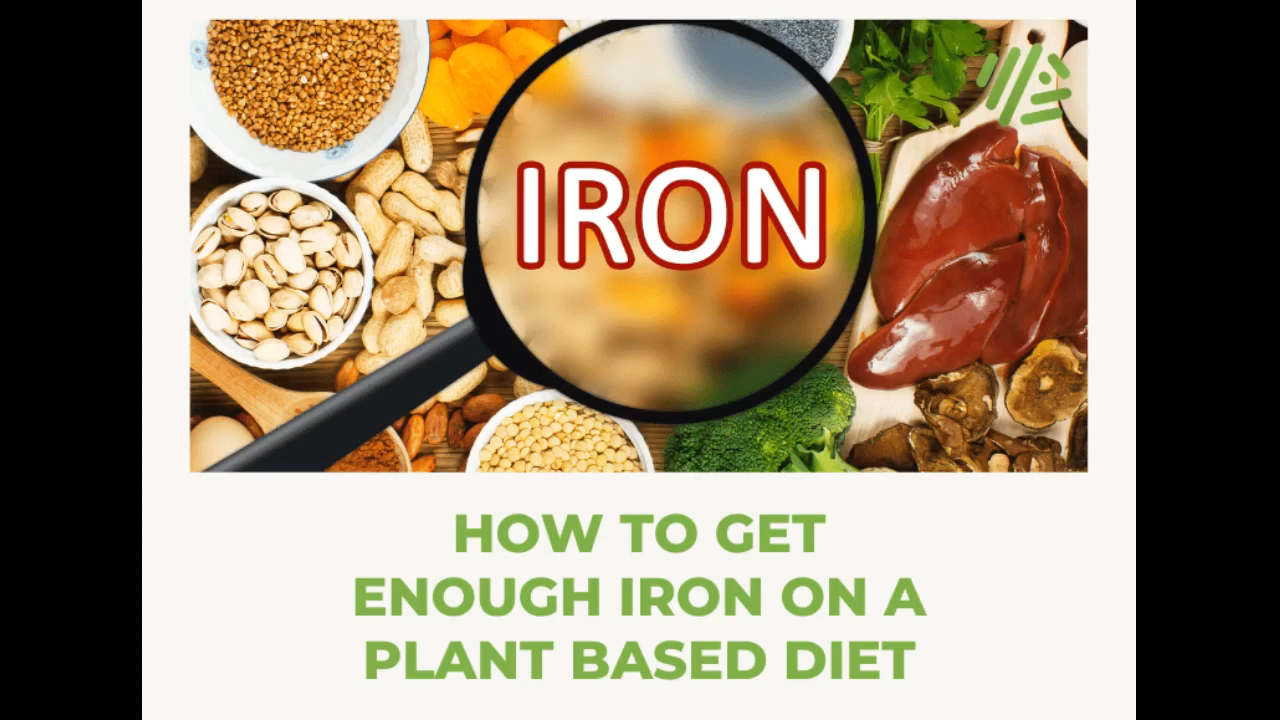 IRON
HOW TO GET
ENOUGH IRON ON A
PLANT BASED DIET